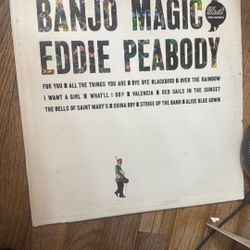 BANJO MAGIC
EDDIE PEABODY
FOR YOU ■ ALL THE THINGS YOU ARE ■ BYE BYE BLACKBIRD ■ OVER THE RAINBOW
I WANT A GIRL ■ WHAT'LL I DO? ■ VALENCIA ■ RED SAILS IN THE SUNSET
THE BELLS OF SAINT MARY'S ■ CHINA BOY ■ STRIKE UP THE BAND ■ ALICE BLUE GOWN